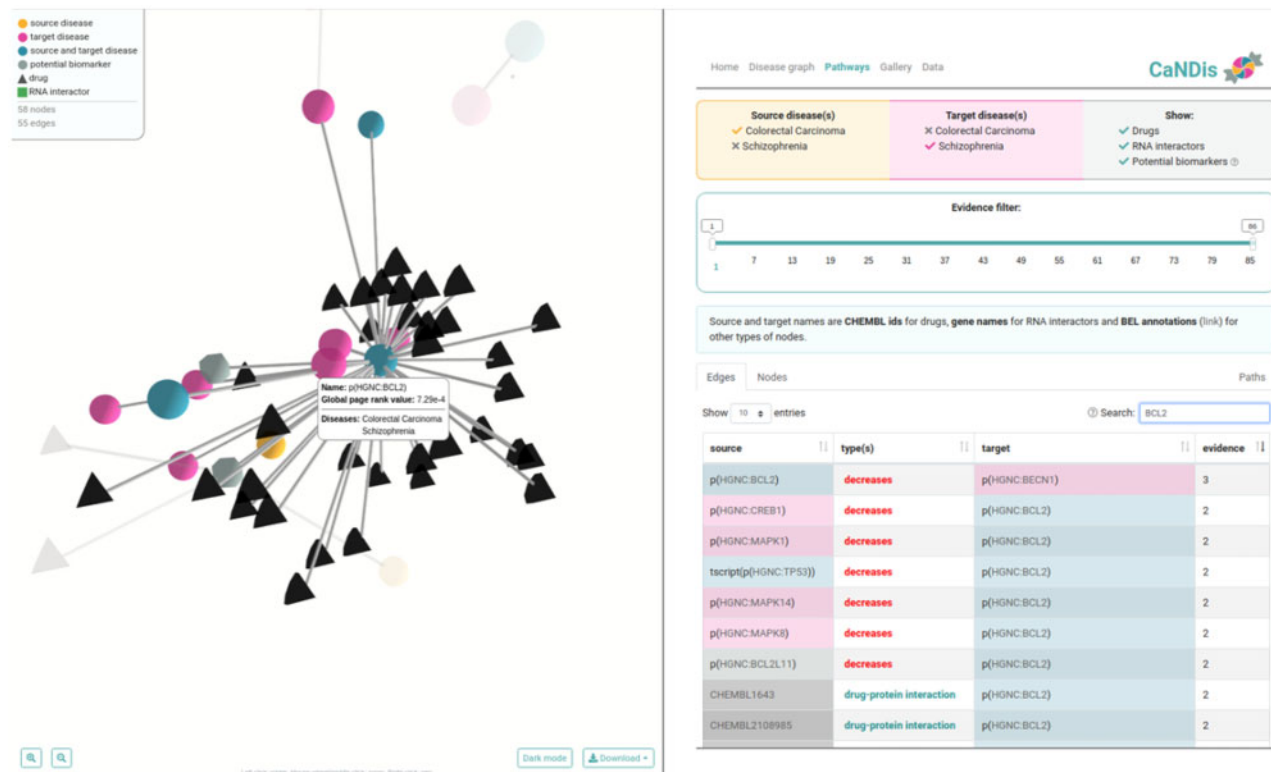 source disease
target disease
source and target disease
potential biomarker
drug
RNA interactor
58 nodes
55 edges
Name: p(HGNC:BCL2)
Global page rank value: 7.29e-4
Diseases: Colorectal Carcinoma
Schizophrenia
Dark mode
Download
Home Disease graph Pathways Gallery Data
CaNDis
Source disease(s)
Colorectal Carcinoma
Schizophrenia
Target disease(s)
Colorectal Carcinoma
Schizophrenia
Show:
Drugs
RNA interactors
Potential biomarkers
Evidence filter:
1 86
1 7 13 19 25 31 37 43 49 55 61 67 73 79 85
Source and target names are CHEMBL ids for drugs, gene names for RNA interactors and BEL annotations (link) for
other types of nodes.
Edges Nodes Paths
Show 10 entries Search: BCL2
source type(s) target evidence
p(HGNC:BCL2) decreases p(HGNC:BECN1) 3
p(HGNC:CREB1) decreases p(HGNC:BCL2) 2
p(HGNC:MAPK1) decreases p(HGNC:BCL2) 2
tscript(p(HGNC:TP53)) decreases p(HGNC:BCL2) 2
p(HGNC:MAPK14) decreases p(HGNC:BCL2) 2
p(HGNC:MAPK8) decreases p(HGNC:BCL2) 2
p(HGNC:BCL2L11) decreases p(HGNC:BCL2) 2
CHEMBL1643 drug-protein interaction p(HGNC:BCL2) 2
CHEMBL2108985 drug-protein interaction p(HGNC:BCL2) 2